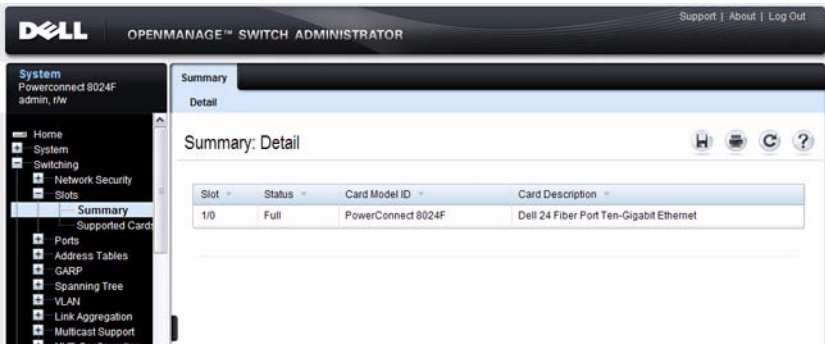 Support | About | Log Out
DELL
OPENMANAGE™ SWITCH ADMINISTRATOR
System
Powerconnect 8024F
admin, r/w
Home
System
Switching
Network Security
Slots
Summary
Supported Cards
Ports
Address Tables
GARP
Spanning Tree
VLAN
Link Aggregation
Multicast Support
Summary
Detail
Summary: Detail
Slot Status Card Model ID Card Description
1/0 Full PowerConnect 8024F Dell 24 Fiber Port Ten-Gigabit Ethernet